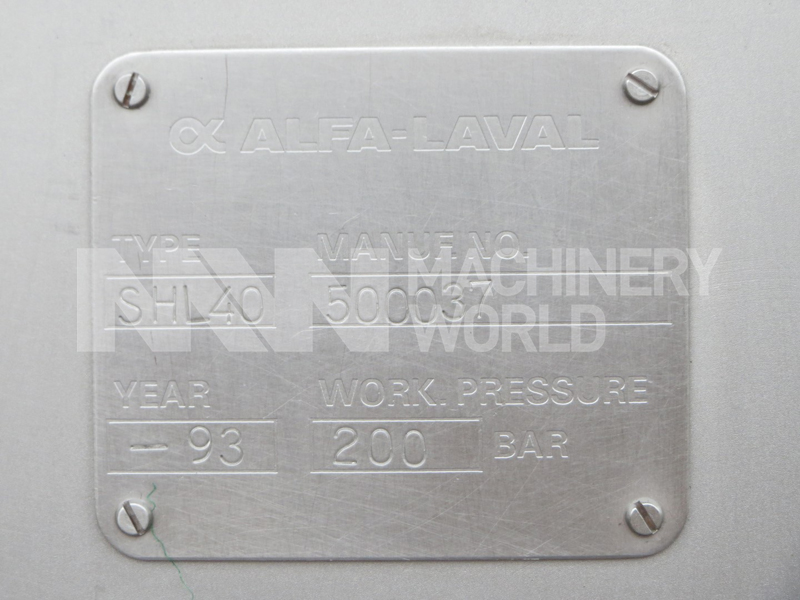 α ALFA-LAVAL
TYPE MANUF. NO.
SHL40 500037
MACHINERY
WORLD
YEAR WORK. PRESSURE
- 93 200 BAR